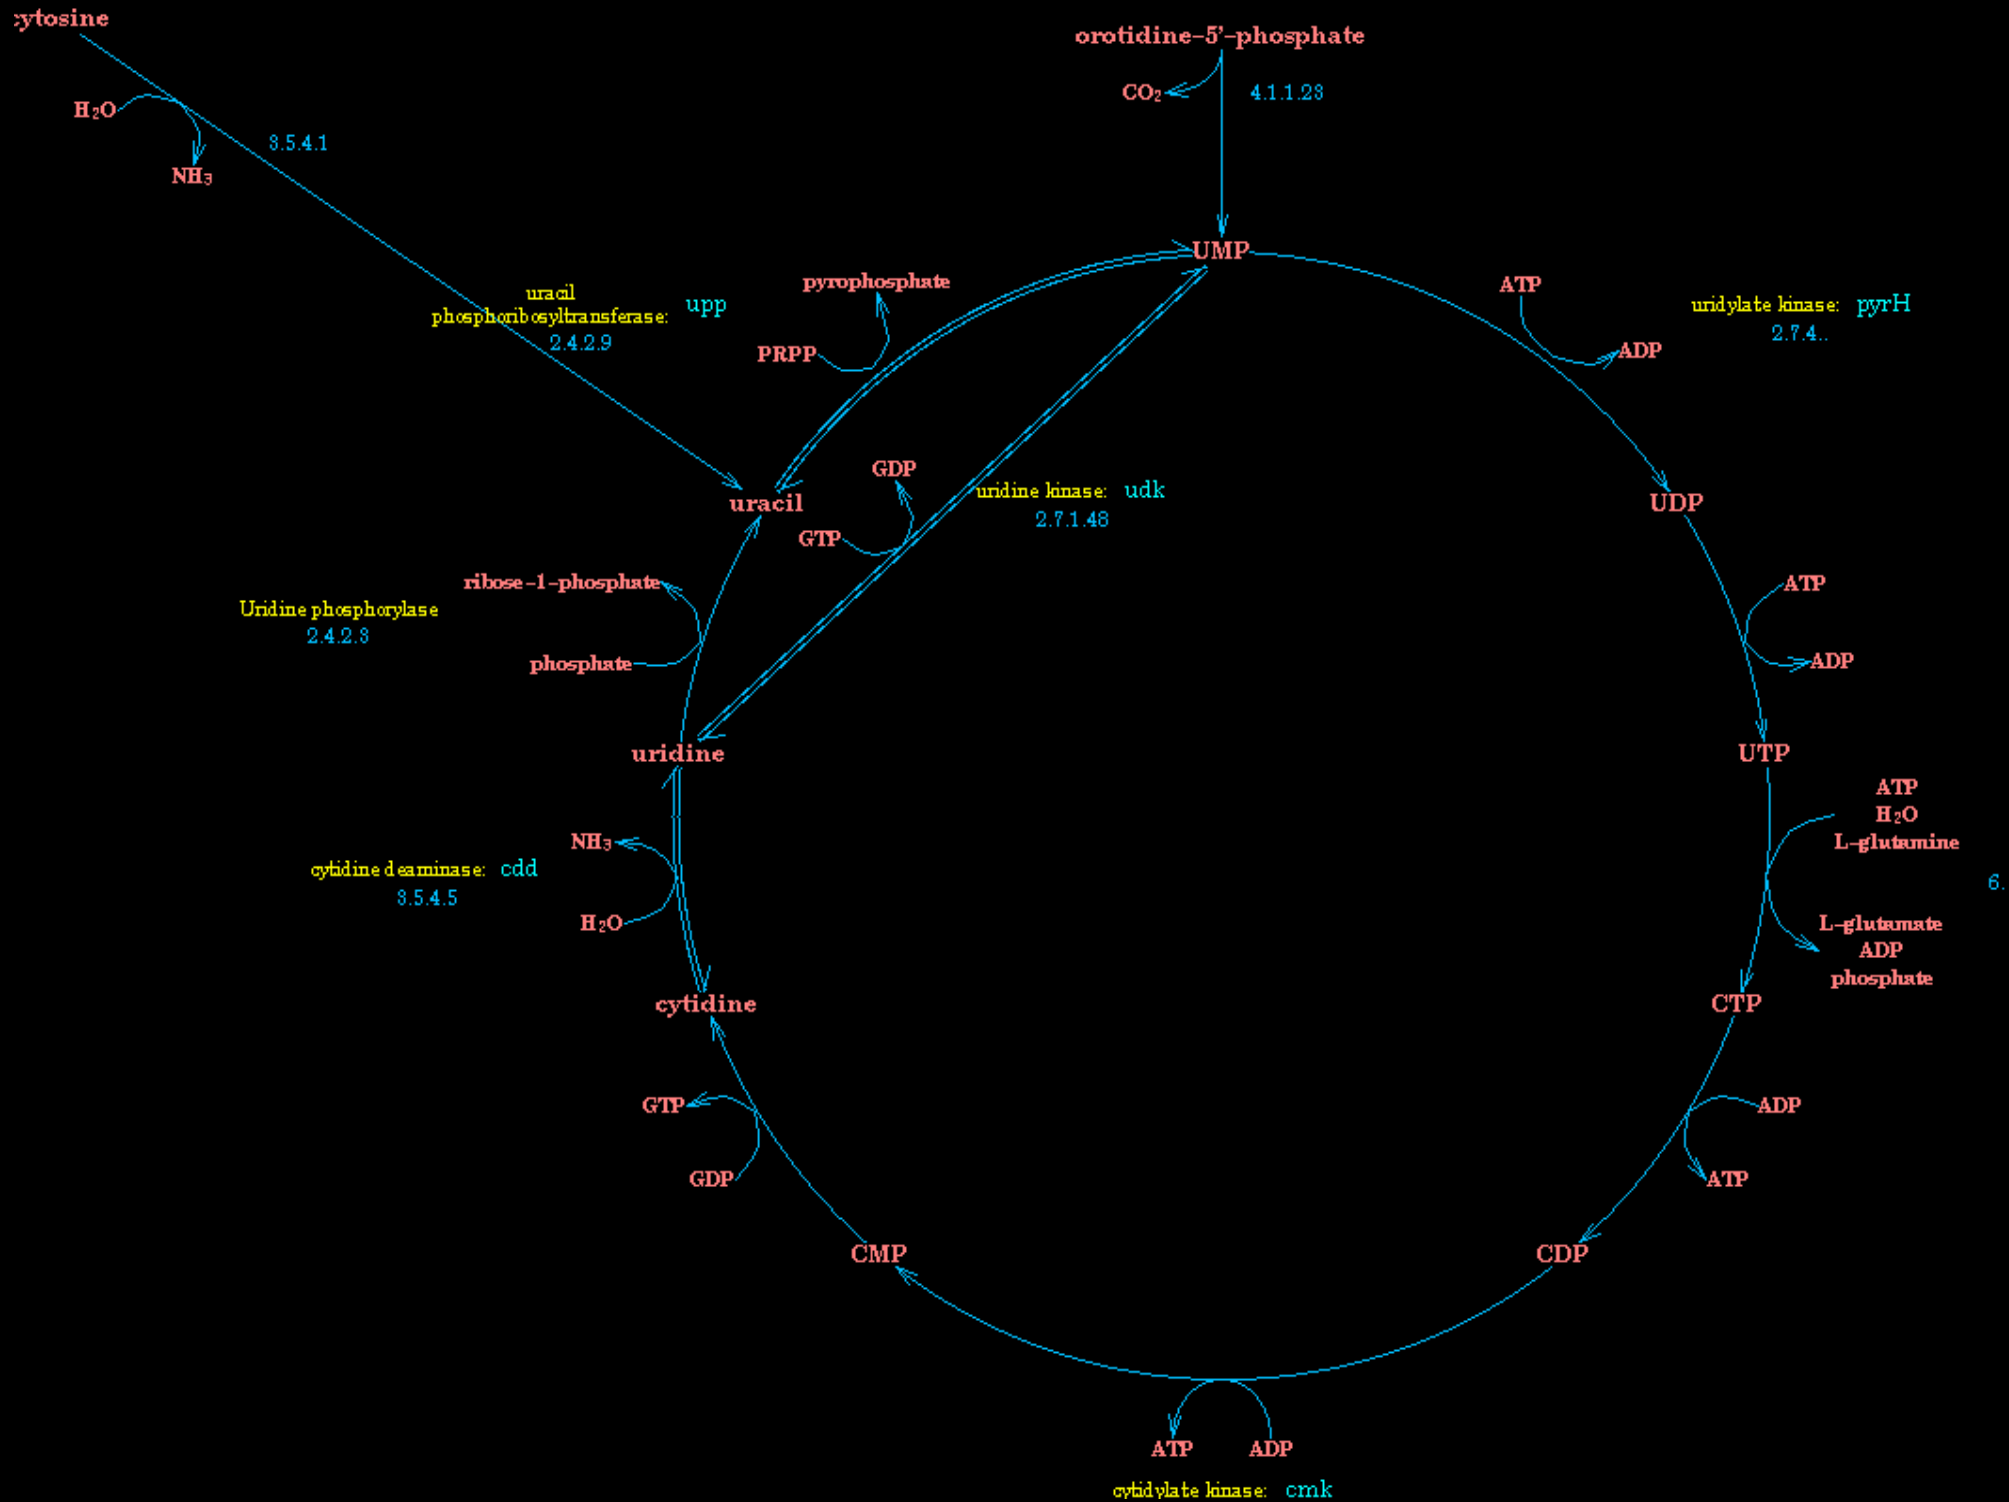 cytosine
orotidine-5'-phosphate
CO2
4.1.1.23
H2O
3.5.4.1
NH3
UMP
pyrophosphate
ATP
uracil
phosphoribosyltransferase: upp
2.4.2.9
uridylate kinase: pyrH
2.7.4..
PRPP
ADP
GDP
uridine kinase: udk
2.7.1.48
uracil
UDP
GTP
ribose-1-phosphate
ATP
Uridine phosphorylase
2.4.2.3
phosphate
ADP
uridine
UTP
ATP
H2O
L-glutamine
NH3
cytidine deaminase: cdd
3.5.4.5
6.
H2O
L-glutamate
ADP
phosphate
cytidine
CTP
GTP
ADP
GDP
ATP
CMP
CDP
ATP
ADP
cytidylate kinase: cmk